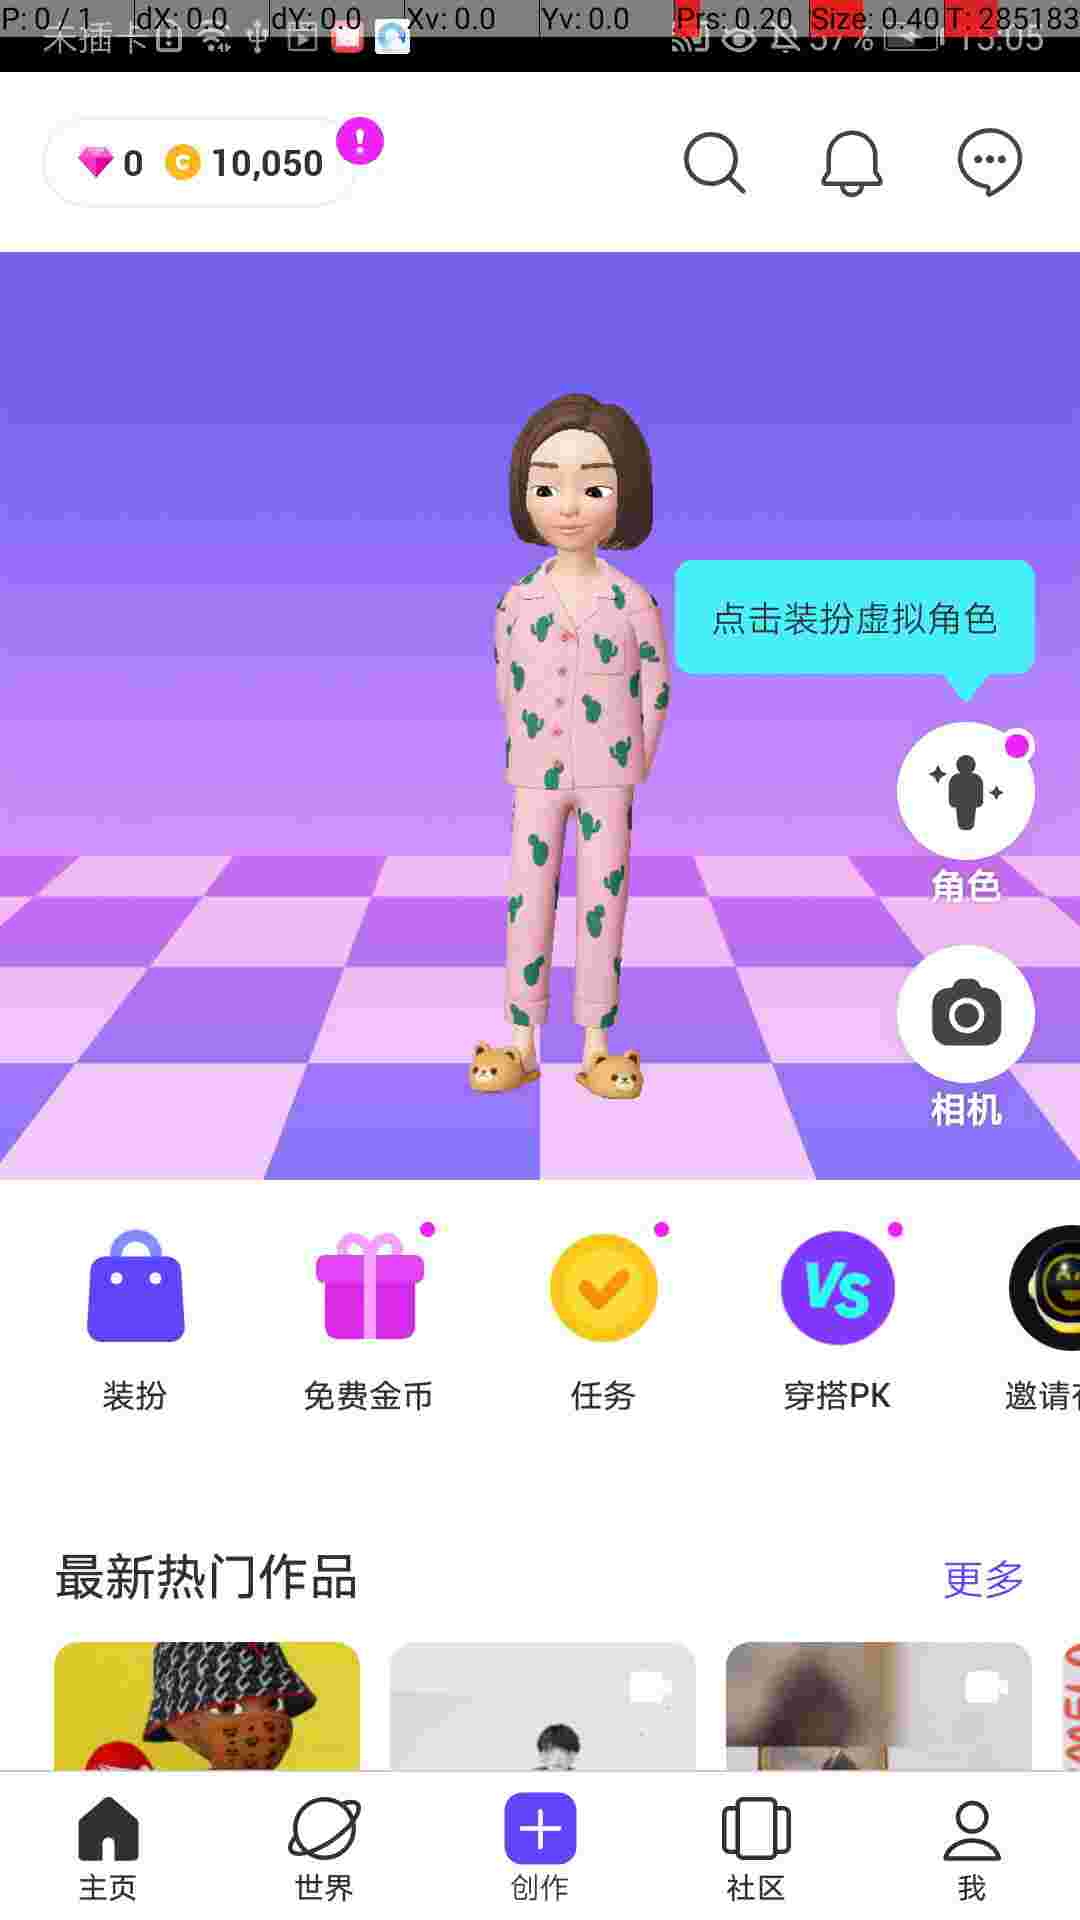 P: 0 / 1 dX: 0.0 dY: 0.0 Xv: 0.0 Yv: 0.0 Prs: 0.20 Size: 0.40 T: 285183
未插卡 57% 15:05
0 10,050
点击装扮虚拟角色
角色
相机
VS
装扮 免费金币 任务 穿搭PK 邀请
最新热门作品 更多
主页 世界 创作 社区 我